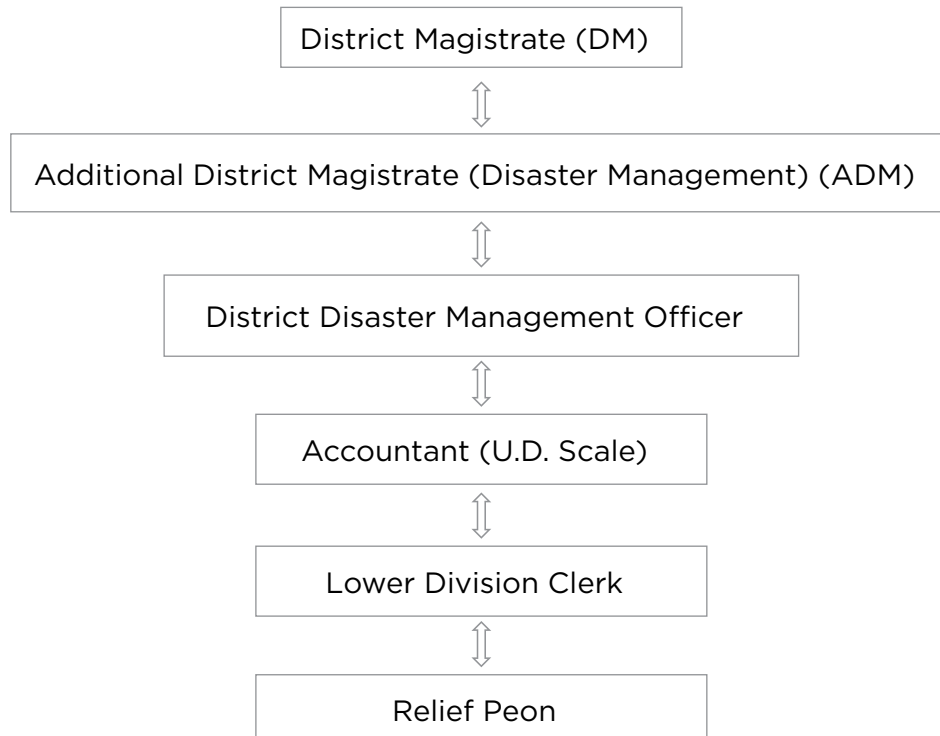 District Magistrate (DM)
Additional District Magistrate (Disaster Management) (ADM)
District Disaster Management Officer
Accountant (U.D. Scale)
Lower Division Clerk
Relief Peon